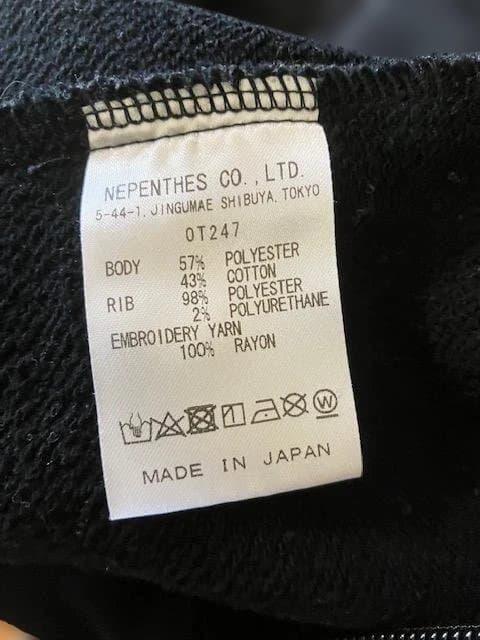 NEPENTHES CO., LTD.
5-44-1, JINGUMAE SHIBUYA, TOKYO
OT247
BODY 57% POLYESTER
43% COTTON
RIB 98% POLYESTER
2% POLYURETHANE
EMBROIDERY YARN
100% RAYON
W
MADE IN JAPAN